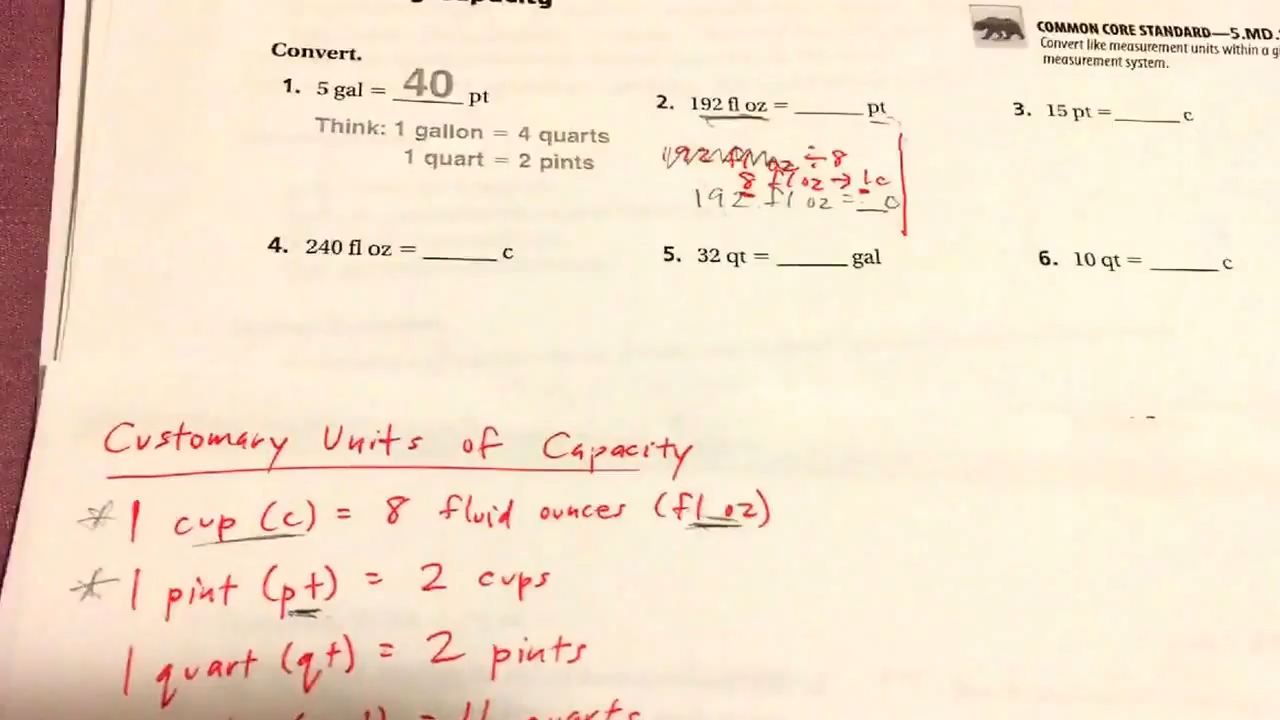 COMMON CORE STANDARD—5.MD.
Convert like measurement units within a
measurement system.
Convert.
1. 5 gal = 40 pt
Think: 1 gallon = 4 quarts
1 quart = 2 pints
2. 192 fl oz = ______ pt
÷ 8
8 fl oz → 1c
192 fl oz = __ c
3. 15 pt = ______ c
4. 240 fl oz = ______ c
5. 32 qt = ______ gal
6. 10 qt = ______ c
Customary Units of Capacity
* 1 cup (c) = 8 fluid ounces (fl oz)
* 1 pint (pt) = 2 cups
1 quart (qt) = 2 pints